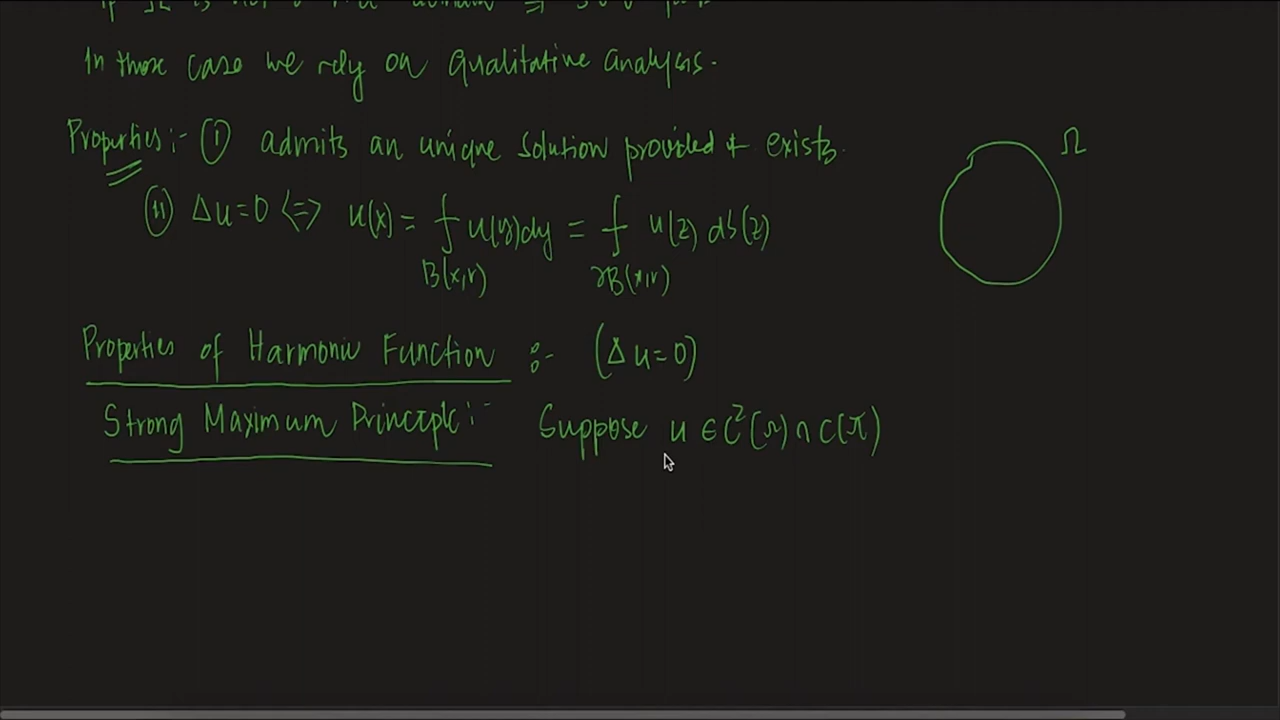 In those case we rely on Qualitative analysis.
Properties :- (i) admits an unique solution provided it exists.
Ω
(ii) Δu=0 <=> u(x) = ⨍_{B(x,r)} u(y)dy = ⨍_{∂B(x,r)} u(z) dS(z)
Properties of Harmonic Function :- (Δu=0)
Strong Maximum Principle :- Suppose u ∈ C²(Ω) ∩ C(Ω̅)